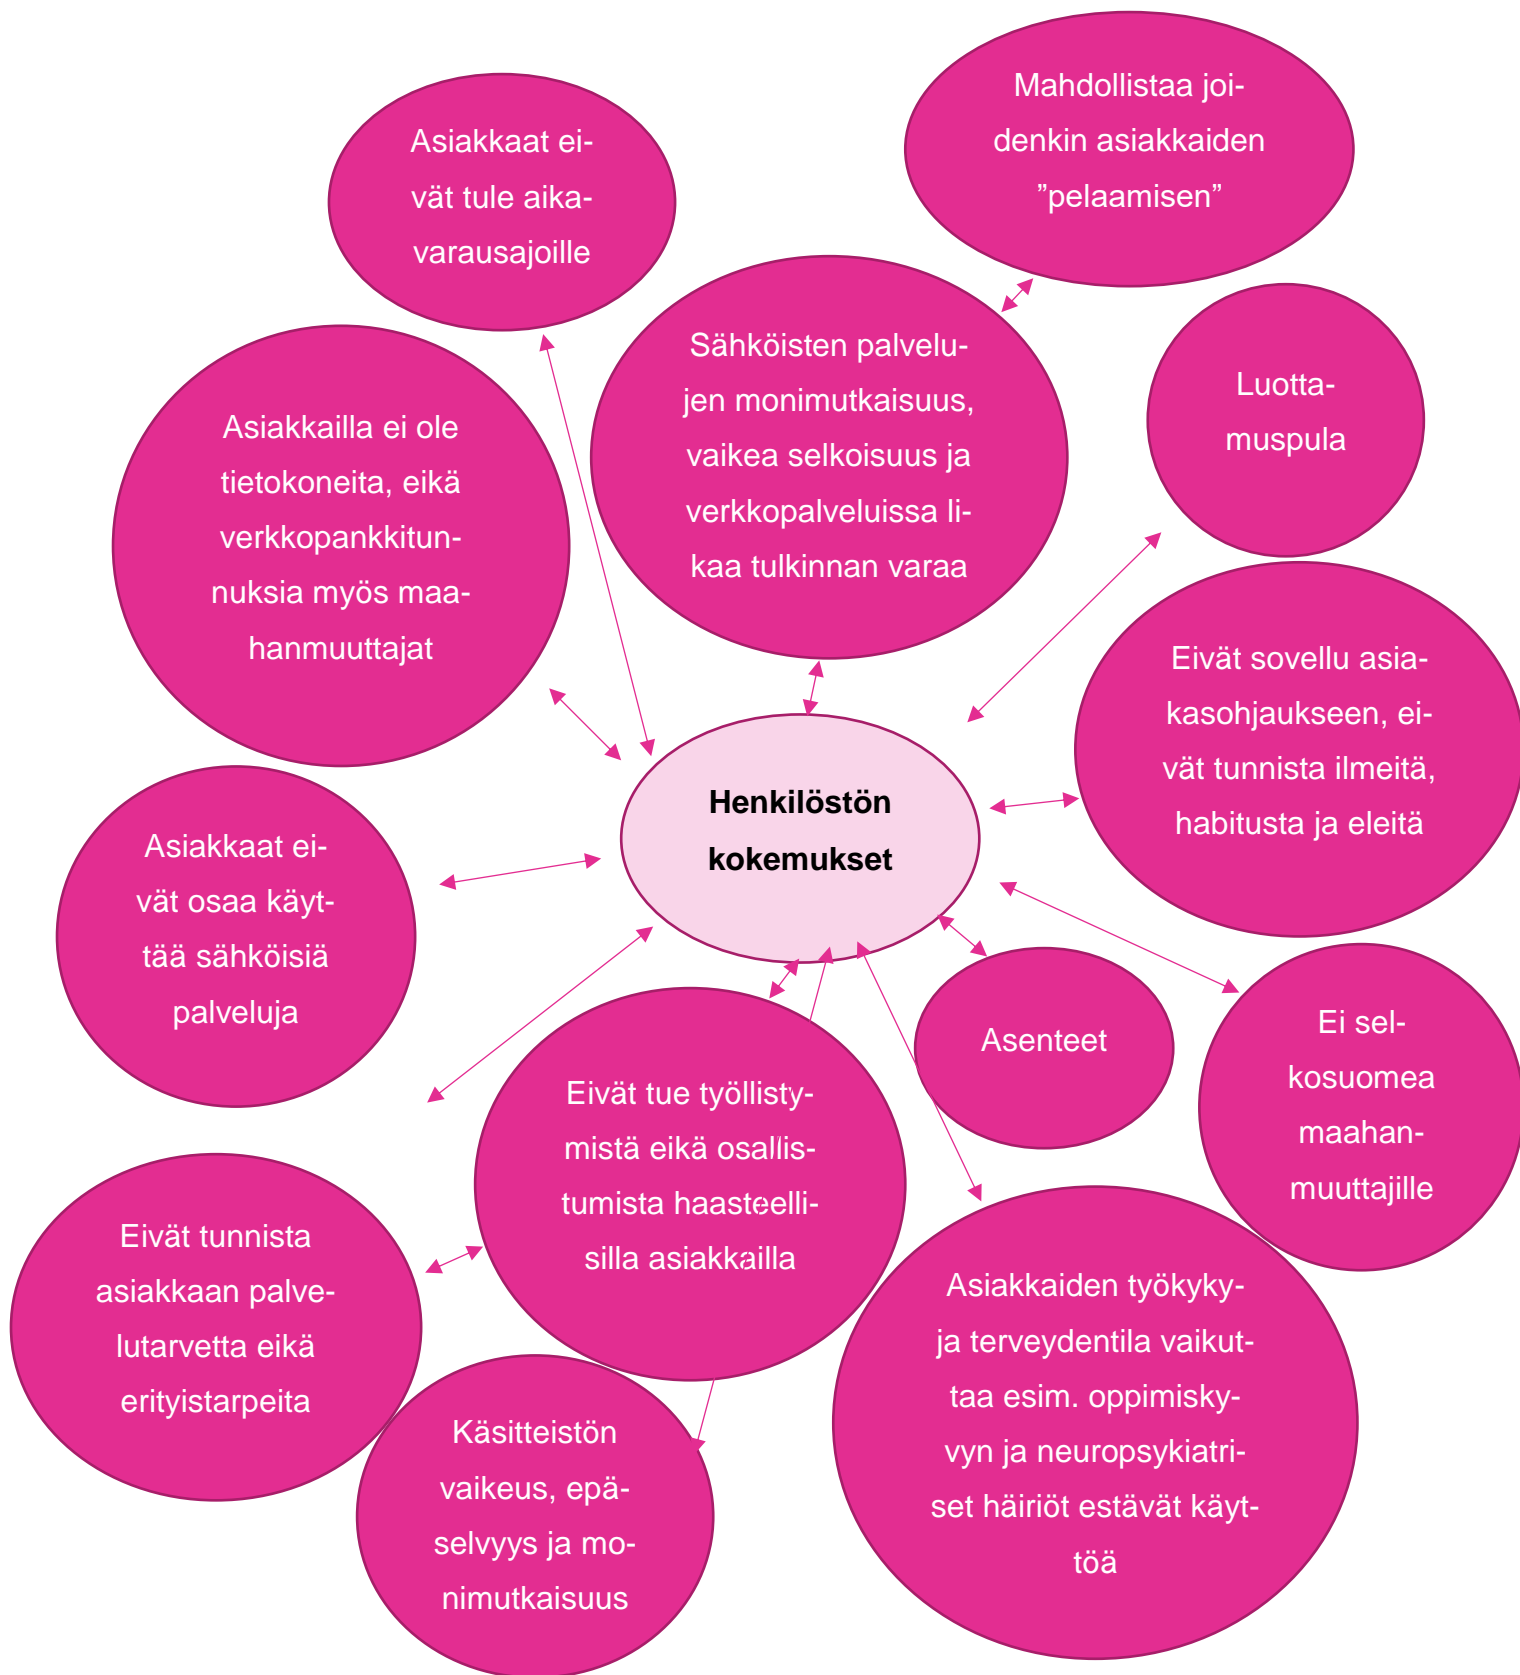 Mahdollistaa joi-
denkin asiakkaiden
”pelaamisen”
Asiakkaat ei-
vät tule aika-
varausajoille
Sähköisten palvelu-
jen monimutkaisuus,
vaikea selkoisuus ja
verkkopalveluissa li-
kaa tulkinnan varaa
Luotta-
muspula
Asiakkailla ei ole
tietokoneita, eikä
verkkopankkitun-
nuksia myös maa-
hanmuuttajat
Eivät sovellu asia-
kasohjaukseen, ei-
vät tunnista ilmeitä,
habitusta ja eleitä
Henkilöstön
kokemukset
Asiakkaat ei-
vät osaa käyt-
tää sähköisiä
palveluja
Asenteet
Ei sel-
kosuomea
maahan-
muuttajille
Eivät tue työllisty-
mistä eikä osallis-
tumista haasteelli-
silla asiakkailla
Eivät tunnista
asiakkaan palve-
lutarvetta eikä
erityistarpeita
Asiakkaiden työkyky-
ja terveydentila vaikut-
taa esim. oppimisky-
vyn ja neuropsykiatri-
set häiriöt estävät käyt-
töä
Käsitteistön
vaikeus, epä-
selvyys ja mo-
nimutkaisuus